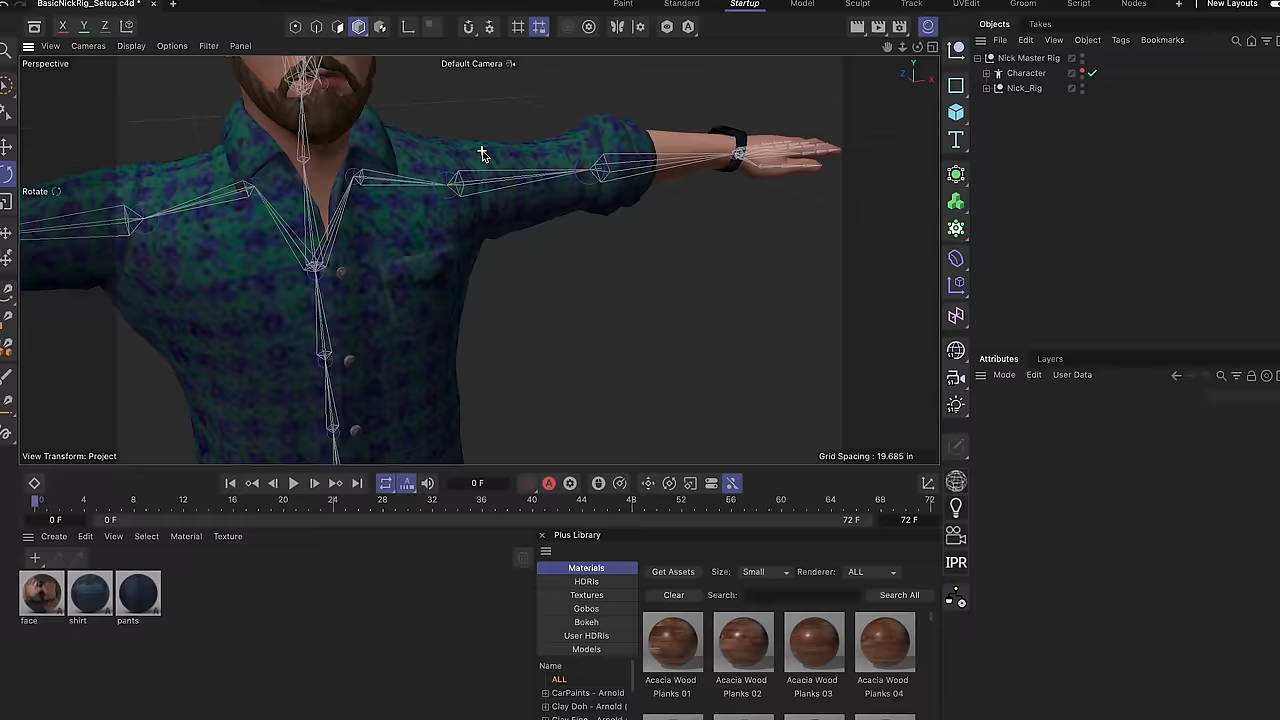 BasicNickRig_Setup.c4d *
Paint
Standard
Startup
Model
Sculpt
Track
UVEdit
Groom
Script
Nodes
New Layouts
X Y Z
View Cameras Display Options Filter Panel
Perspective
Default Camera
Y
Z
X
Rotate
View Transform: Project
Grid Spacing : 19.685 in
Objects Takes
File Edit View Object Tags Bookmarks
Nick Master Rig
Character
Nick_Rig
Attributes Layers
Mode Edit User Data
0 F
0 4 8 12 16 20 24 28 32 36 40 44 48 52 56 60 64 68 72
0 F
0 F
72 F
72 F
Create Edit View Select Material Texture
face
shirt
pants
Plus Library
Materials
HDRIs
Textures
Gobos
Bokeh
User HDRIs
Models
Name
ALL
CarPaints - Arnold
Clay Doh - Arnold (
Get Assets
Size: Small
Renderer: ALL
Clear
Search:
Search All
Acacia Wood
Planks 01
Acacia Wood
Planks 02
Acacia Wood
Planks 03
Acacia Wood
Planks 04
IPR